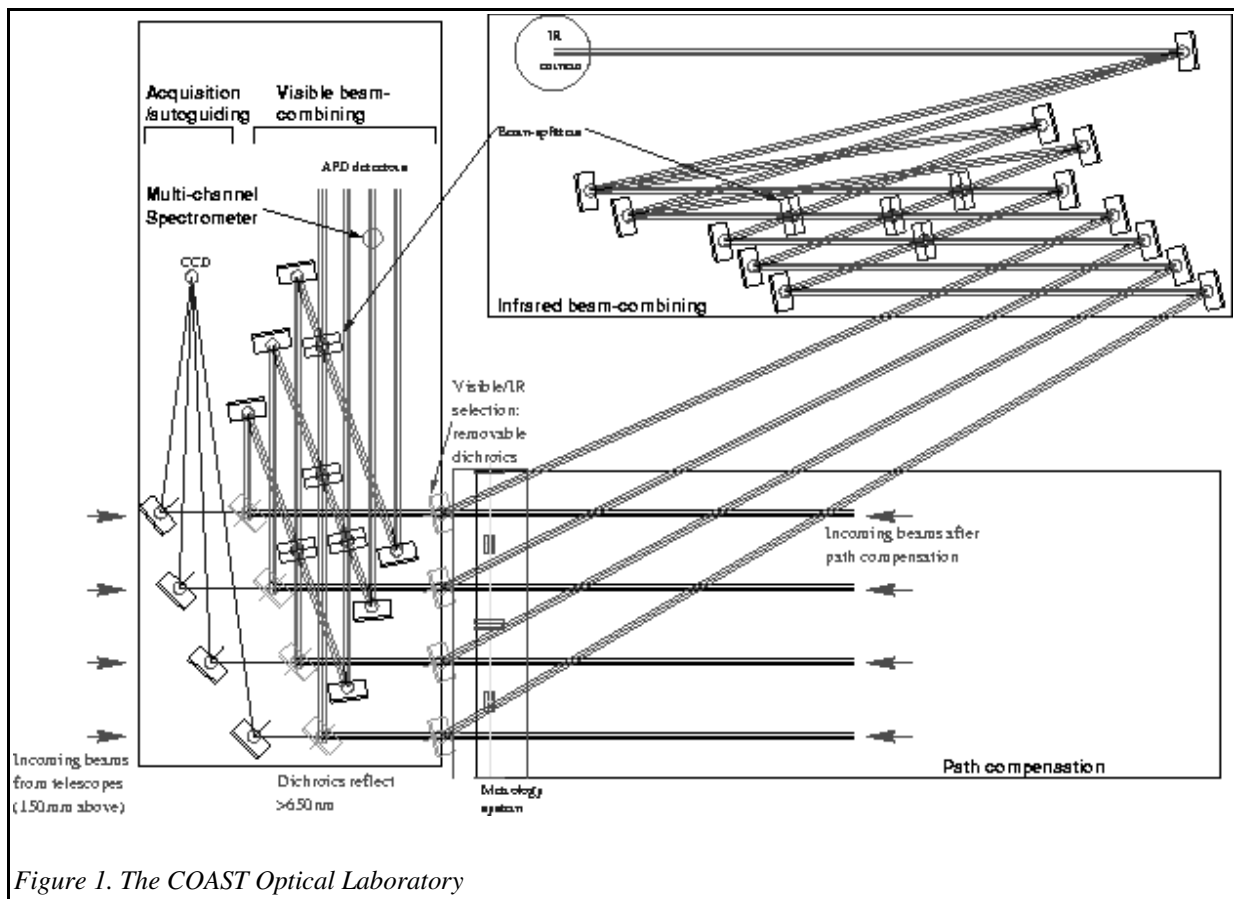 IR
Acquisition
/autoguiding
Visible beam-
combining
Beam-splitters
APD detectors
Multi-channel
Spectrometer
CCD
Infrared beam-combining
Visible/IR
selection:
removable
dichroics
Incoming beams after
path compensation
Incoming beams
from telescopes
(150mm above)
Dichroics reflect
>650nm
Metrology
system
Path compensation
Figure 1. The COAST Optical Laboratory